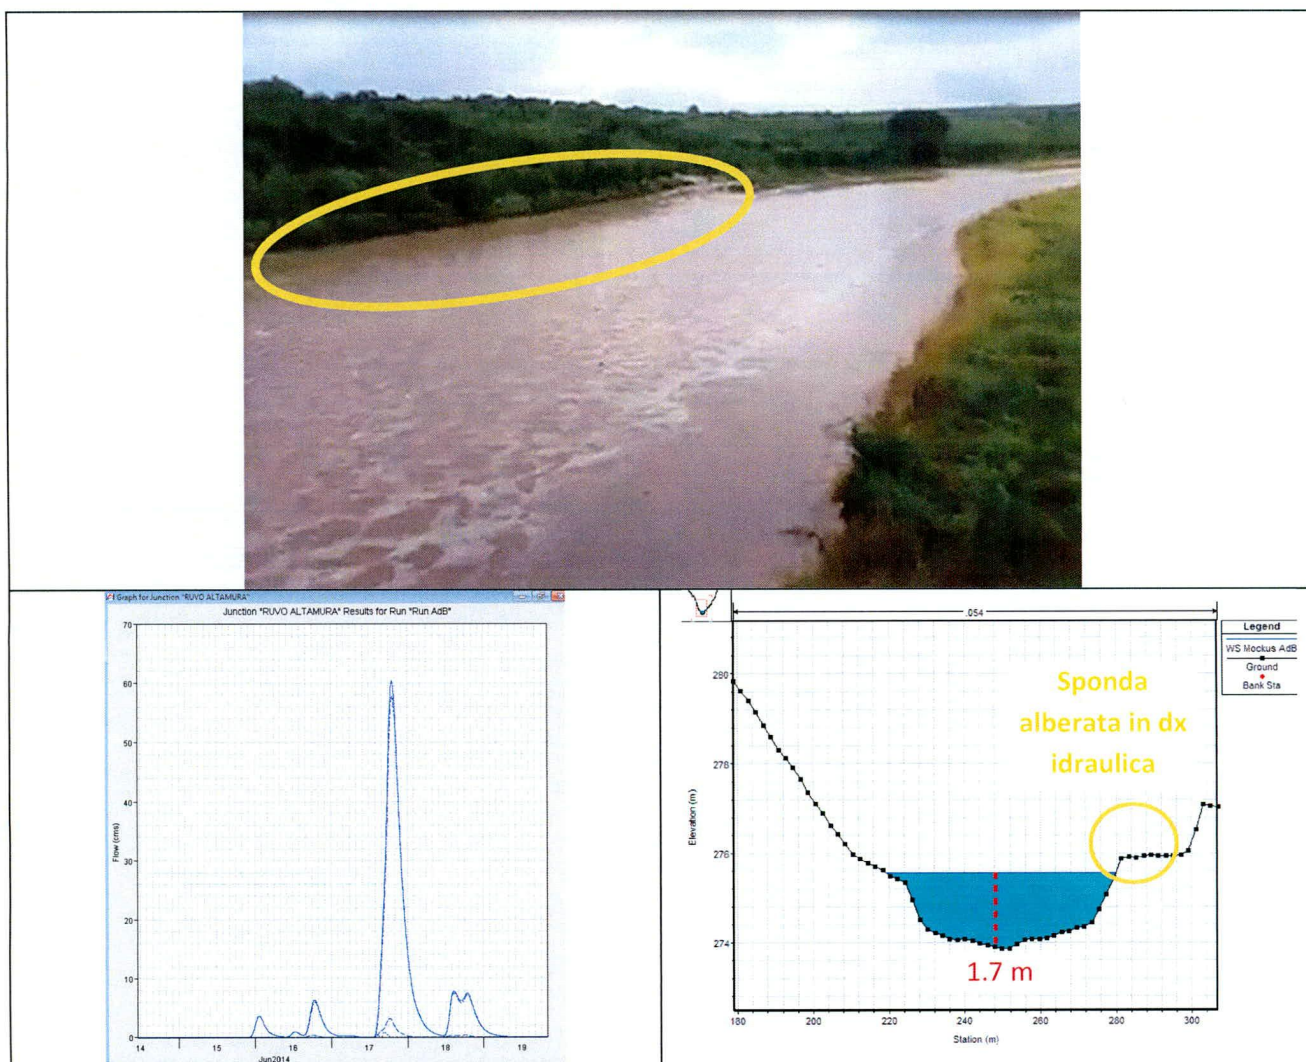 Graph for Junction "RUVO ALTAMURA"
Junction "RUVO ALTAMURA" Results for Run "Run AdB"
70
60
50
40
30
20
10
0
Flow (cms)
14 15 16 17 18 19
Jun2014
.054
Legend
WS Mockus AdB
Ground
Bank Sta
Sponda
alberata in dx
idraulica
280
278
276
274
Elevation (m)
1.7 m
180 200 220 240 260 280 300
Station (m)